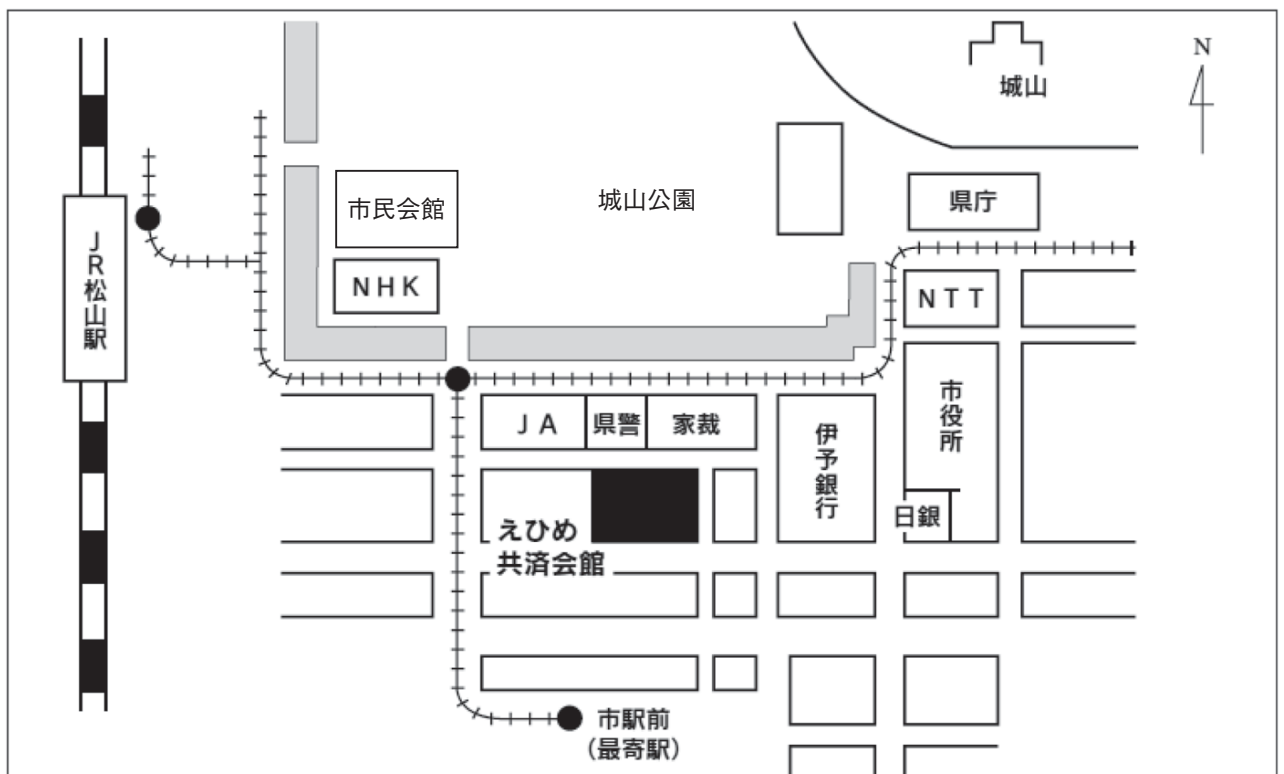 城山
N
市民会館
城山公園
県庁
JR松山駅
NHK
NTT
市役所
JA
県警
家裁
伊予銀行
日銀
えひめ
共済会館
市駅前
(最寄駅)